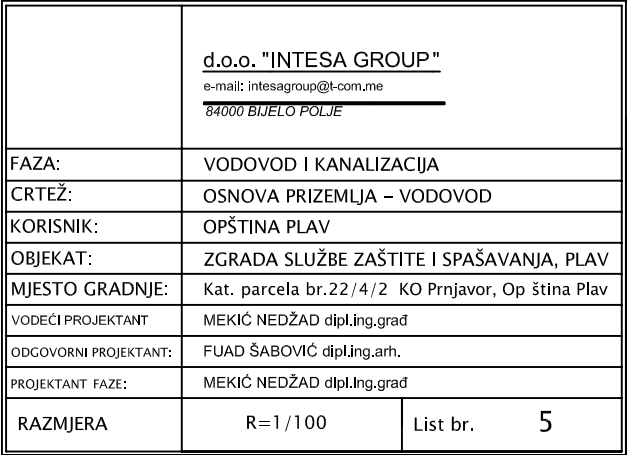 d.o.o. "INTESA GROUP"
e-mail: intesagroup@t-com.me
84000 BIJELO POLJE
FAZA: VODOVOD I KANALIZACIJA
CRTEŽ: OSNOVA PRIZEMLJA – VODOVOD
KORISNIK: OPŠTINA PLAV
OBJEKAT: ZGRADA SLUŽBE ZAŠTITE I SPAŠAVANJA, PLAV
MJESTO GRADNJE: Kat. parcela br.22/4/2 KO Prnjavor, Op ština Plav
VODEĆI PROJEKTANT MEKIĆ NEDŽAD dipl.ing.građ
ODGOVORNI PROJEKTANT: FUAD ŠABOVIĆ dipl.ing.arh.
PROJEKTANT FAZE: MEKIĆ NEDŽAD dipl.ing.građ
RAZMJERA R=1/100 List br. 5